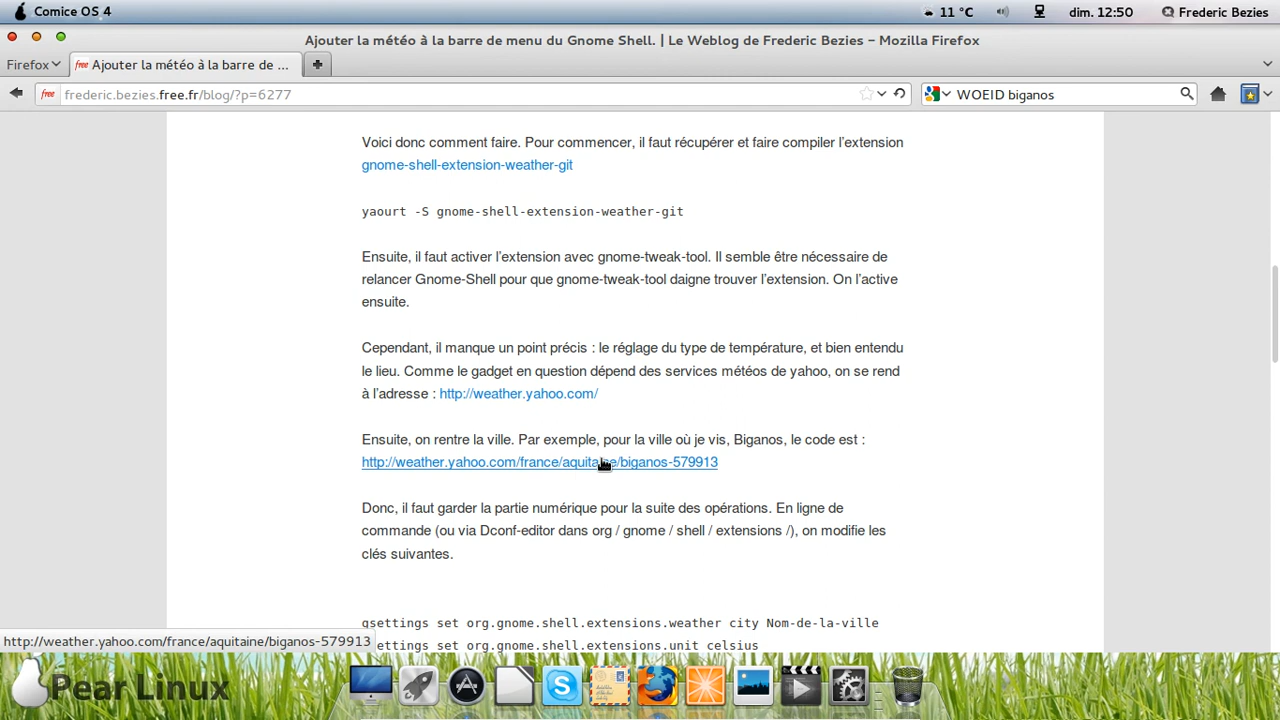 Comice OS 4
11 °C
dim. 12:50
Frederic Bezies
Ajouter la météo à la barre de menu du Gnome Shell. | Le Weblog de Frederic Bezies – Mozilla Firefox
Firefox
free Ajouter la météo à la barre de ...
free frederic.bezies.free.fr/blog/?p=6277
WOEID biganos
Voici donc comment faire. Pour commencer, il faut récupérer et faire compiler l'extension
gnome-shell-extension-weather-git
yaourt -S gnome-shell-extension-weather-git
Ensuite, il faut activer l'extension avec gnome-tweak-tool. Il semble être nécessaire de
relancer Gnome-Shell pour que gnome-tweak-tool daigne trouver l'extension. On l'active
ensuite.
Cependant, il manque un point précis : le réglage du type de température, et bien entendu
le lieu. Comme le gadget en question dépend des services météos de yahoo, on se rend
à l'adresse : http://weather.yahoo.com/
Ensuite, on rentre la ville. Par exemple, pour la ville où je vis, Biganos, le code est :
http://weather.yahoo.com/france/aquitaine/biganos-579913
Donc, il faut garder la partie numérique pour la suite des opérations. En ligne de
commande (ou via Dconf-editor dans org / gnome / shell / extensions /), on modifie les
clés suivantes.
gsettings set org.gnome.shell.extensions.weather city Nom-de-la-ville
gsettings set org.gnome.shell.extensions.unit celsius
http://weather.yahoo.com/france/aquitaine/biganos-579913
Pear Linux